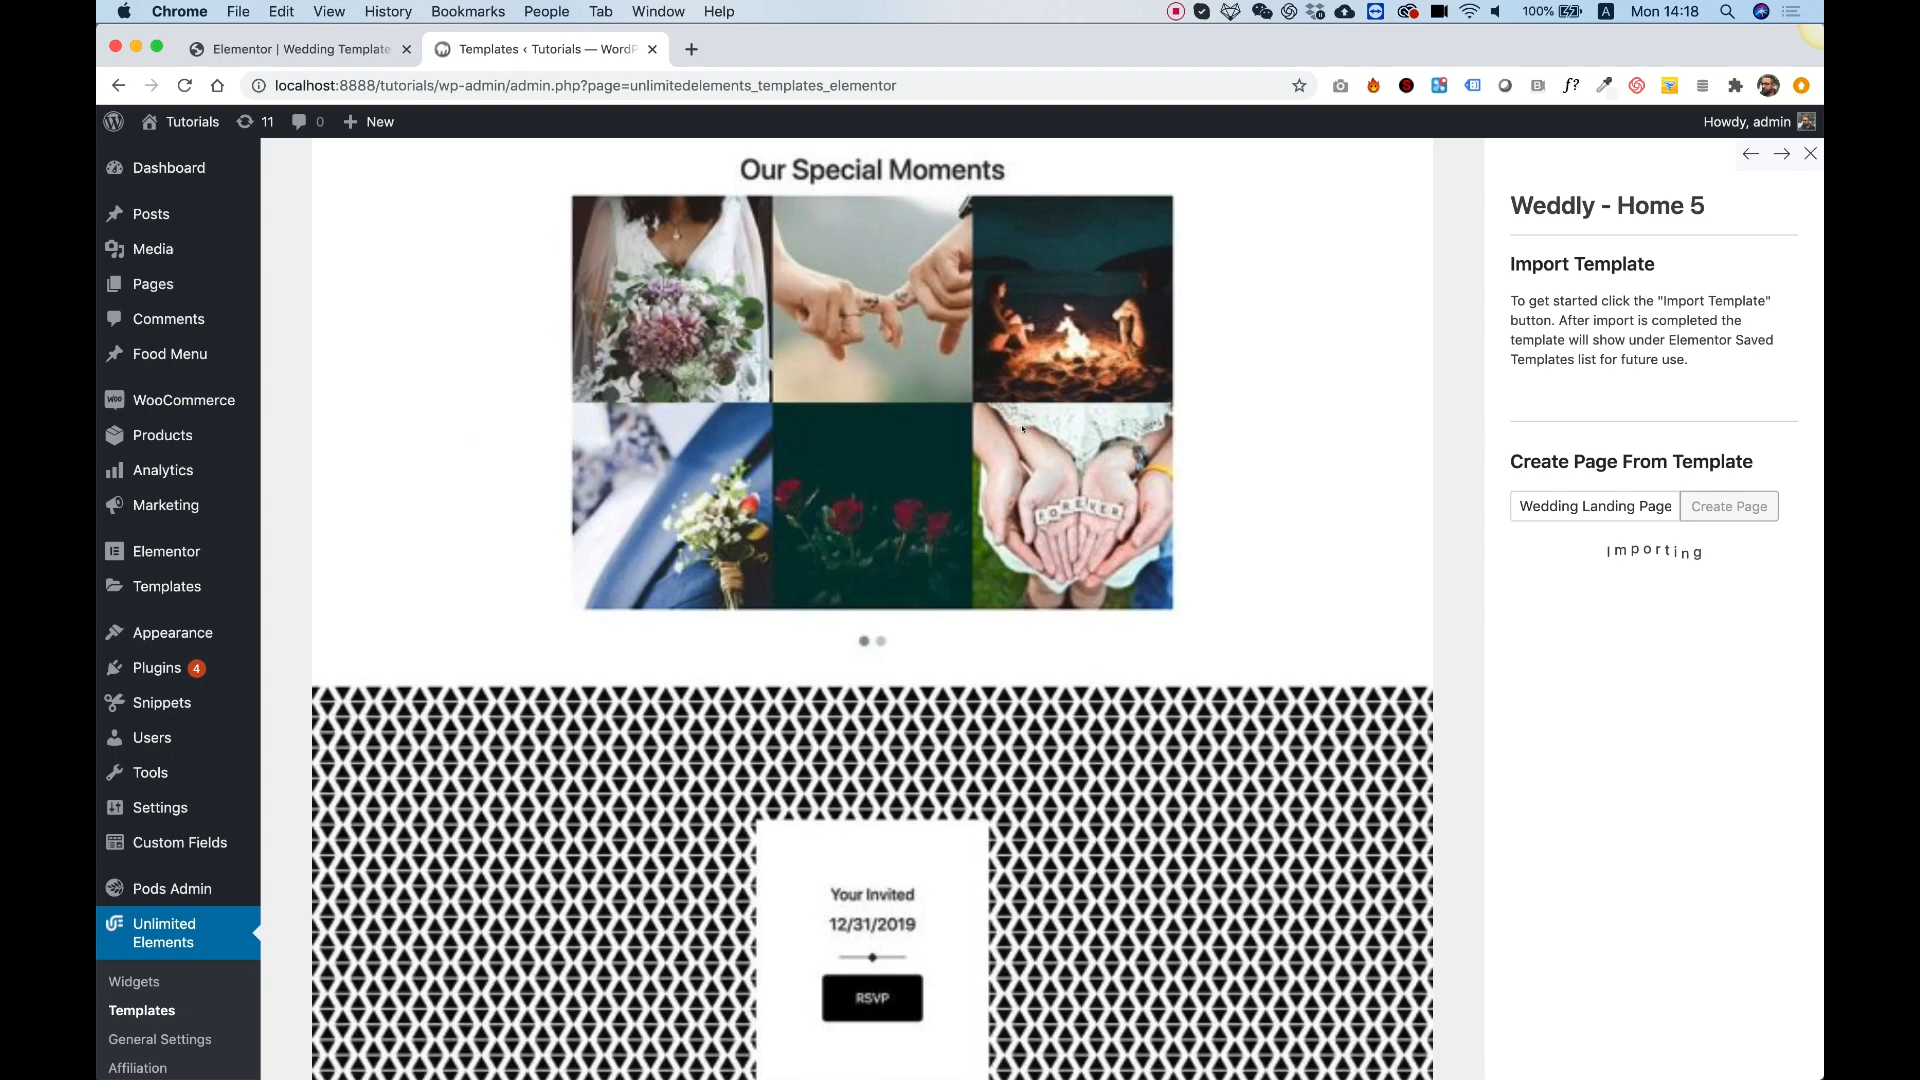 Chrome File Edit View History Bookmarks People Tab Window Help
100% A Mon 14:18
Elementor | Wedding Template
Templates ‹ Tutorials — WordP
localhost:8888/tutorials/wp-admin/admin.php?page=unlimitedelements_templates_elementor
Tutorials 11 0 New
Howdy, admin
Dashboard
Posts
Media
Pages
Comments
Food Menu
WooCommerce
Products
Analytics
Marketing
Elementor
Templates
Appearance
Plugins 4
Snippets
Users
Tools
Settings
Custom Fields
Pods Admin
Unlimited
Elements
Widgets
Templates
General Settings
Affiliation
Our Special Moments
FOREVER
Your Invited
12/31/2019
RSVP
Weddly - Home 5
Import Template
To get started click the "Import Template"
button. After import is completed the
template will show under Elementor Saved
Templates list for future use.
Create Page From Template
Wedding Landing Page Create Page
Importing